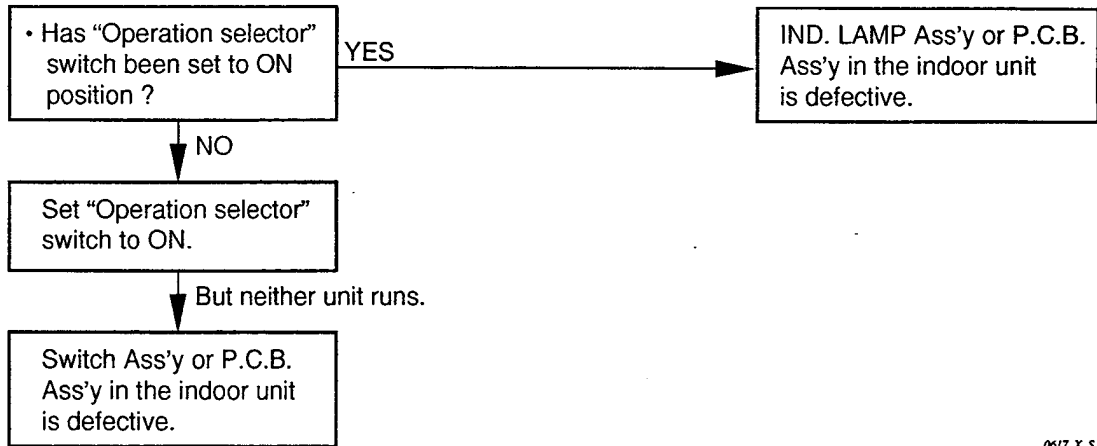 • Has “Operation selector”
switch been set to ON
position ?
YES
IND. LAMP Ass'y or P.C.B.
Ass'y in the indoor unit
is defective.
NO
Set “Operation selector”
switch to ON.
But neither unit runs.
Switch Ass'y or P.C.B.
Ass'y in the indoor unit
is defective.